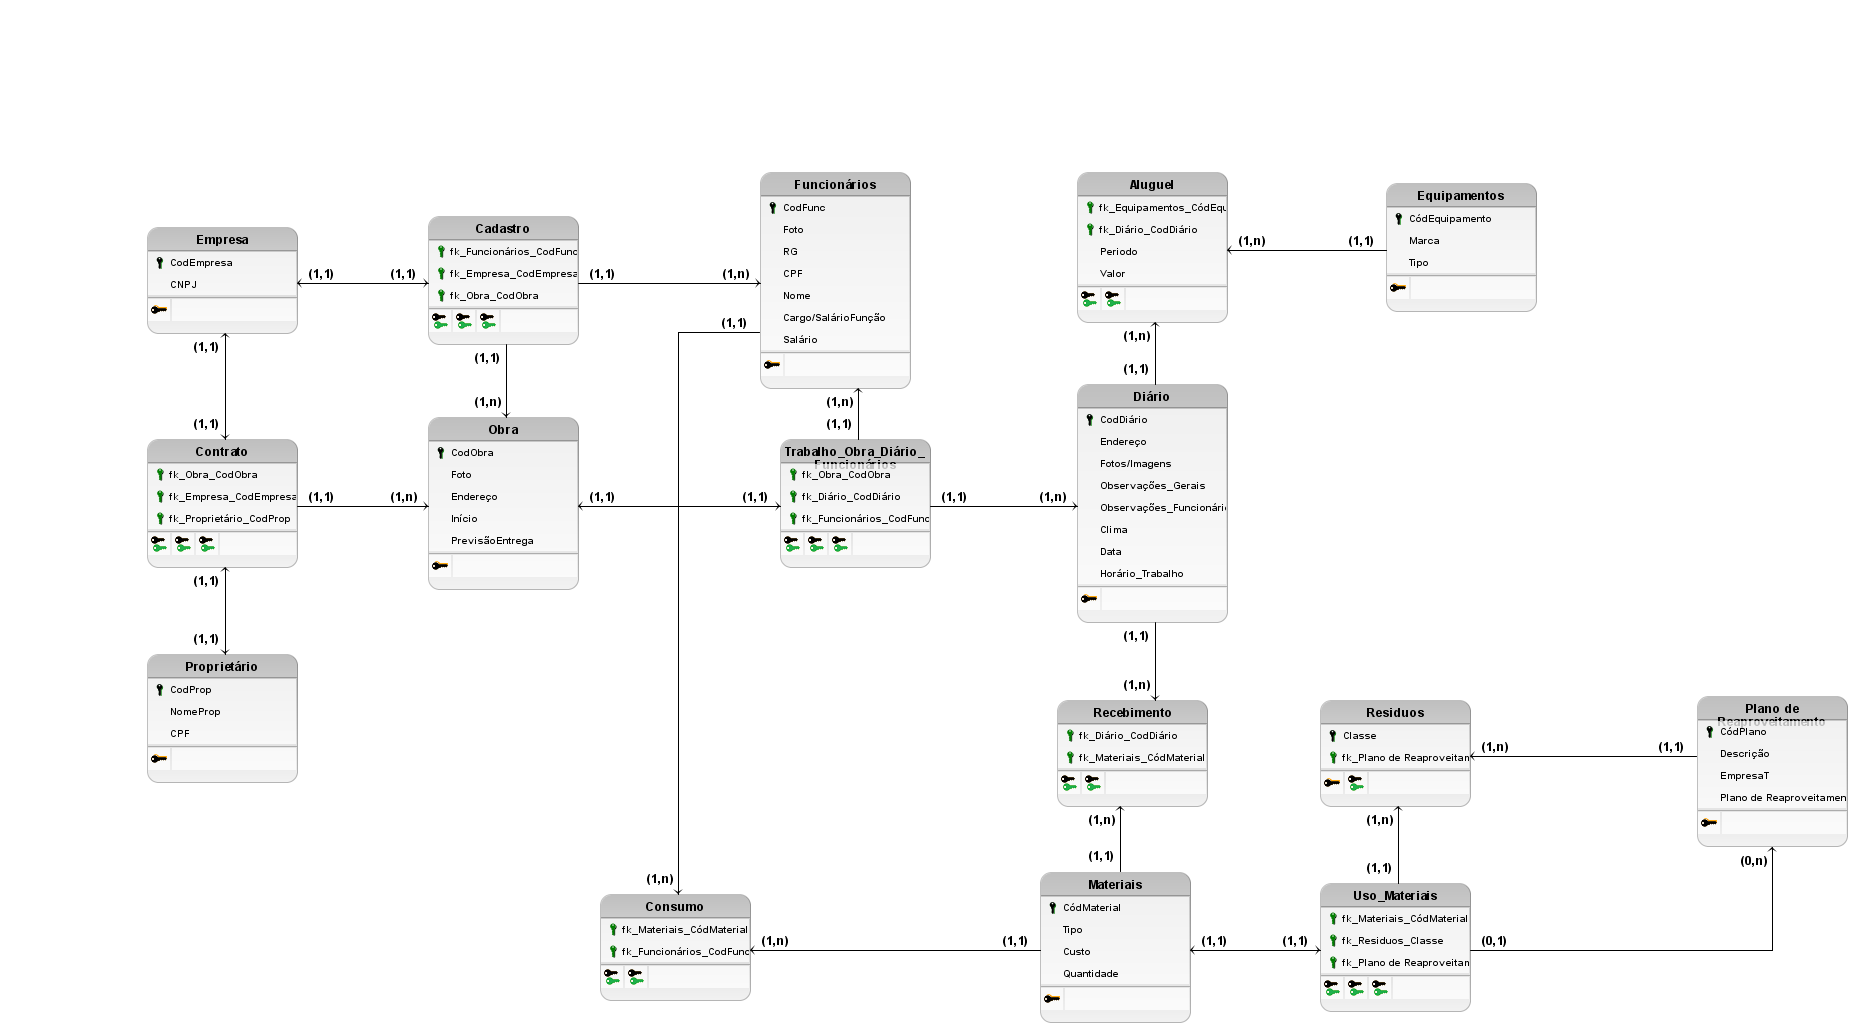 Empresa
CodEmpresa
CNPJ
(1,1)
(1,1)
Cadastro
fk_Funcionários_CodFunc
fk_Empresa_CodEmpresa
fk_Obra_CodObra
(1,1)
(1,n)
Funcionários
CodFunc
Foto
RG
CPF
Nome
Cargo/SalárioFunção
Salário
(1,1)
Aluguel
fk_Equipamentos_CódEqu
fk_Diário_CodDiário
Periodo
Valor
(1,n)
(1,1)
Equipamentos
CódEquipamento
Marca
Tipo
(1,1)
(1,1)
(1,1)
(1,n)
(1,n)
(1,1)
(1,n)
(1,1)
Contrato
fk_Obra_CodObra
fk_Empresa_CodEmpresa
fk_Proprietário_CodProp
(1,1)
(1,n)
Obra
CodObra
Foto
Endereço
Início
PrevisãoEntrega
(1,1)
(1,1)
Trabalho_Obra_Diário_
Funcionários
fk_Obra_CodObra
fk_Diário_CodDiário
fk_Funcionários_CodFunc
(1,1)
(1,n)
Diário
CodDiário
Endereço
Fotos/Imagens
Observações_Gerais
Observações_Funcionári
Clima
Data
Horário_Trabalho
(1,1)
(1,1)
Proprietário
CodProp
NomeProp
CPF
(1,1)
(1,n)
Recebimento
fk_Diário_CodDiário
fk_Materiais_CódMaterial
Residuos
Classe
fk_Plano de Reaproveitan
(1,n)
(1,1)
Plano de
Reaproveitamento
CódPlano
Descrição
EmpresaT
Plano de Reaproveitamen
(1,n)
(1,1)
(1,n)
(1,1)
(0,n)
(1,n)
Consumo
fk_Materiais_CódMaterial
fk_Funcionários_CodFunc
(1,n)
(1,1)
Materiais
CódMaterial
Tipo
Custo
Quantidade
(1,1)
(1,1)
Uso_Materiais
fk_Materiais_CódMaterial
fk_Residuos_Classe
fk_Plano de Reaproveitan
(0,1)